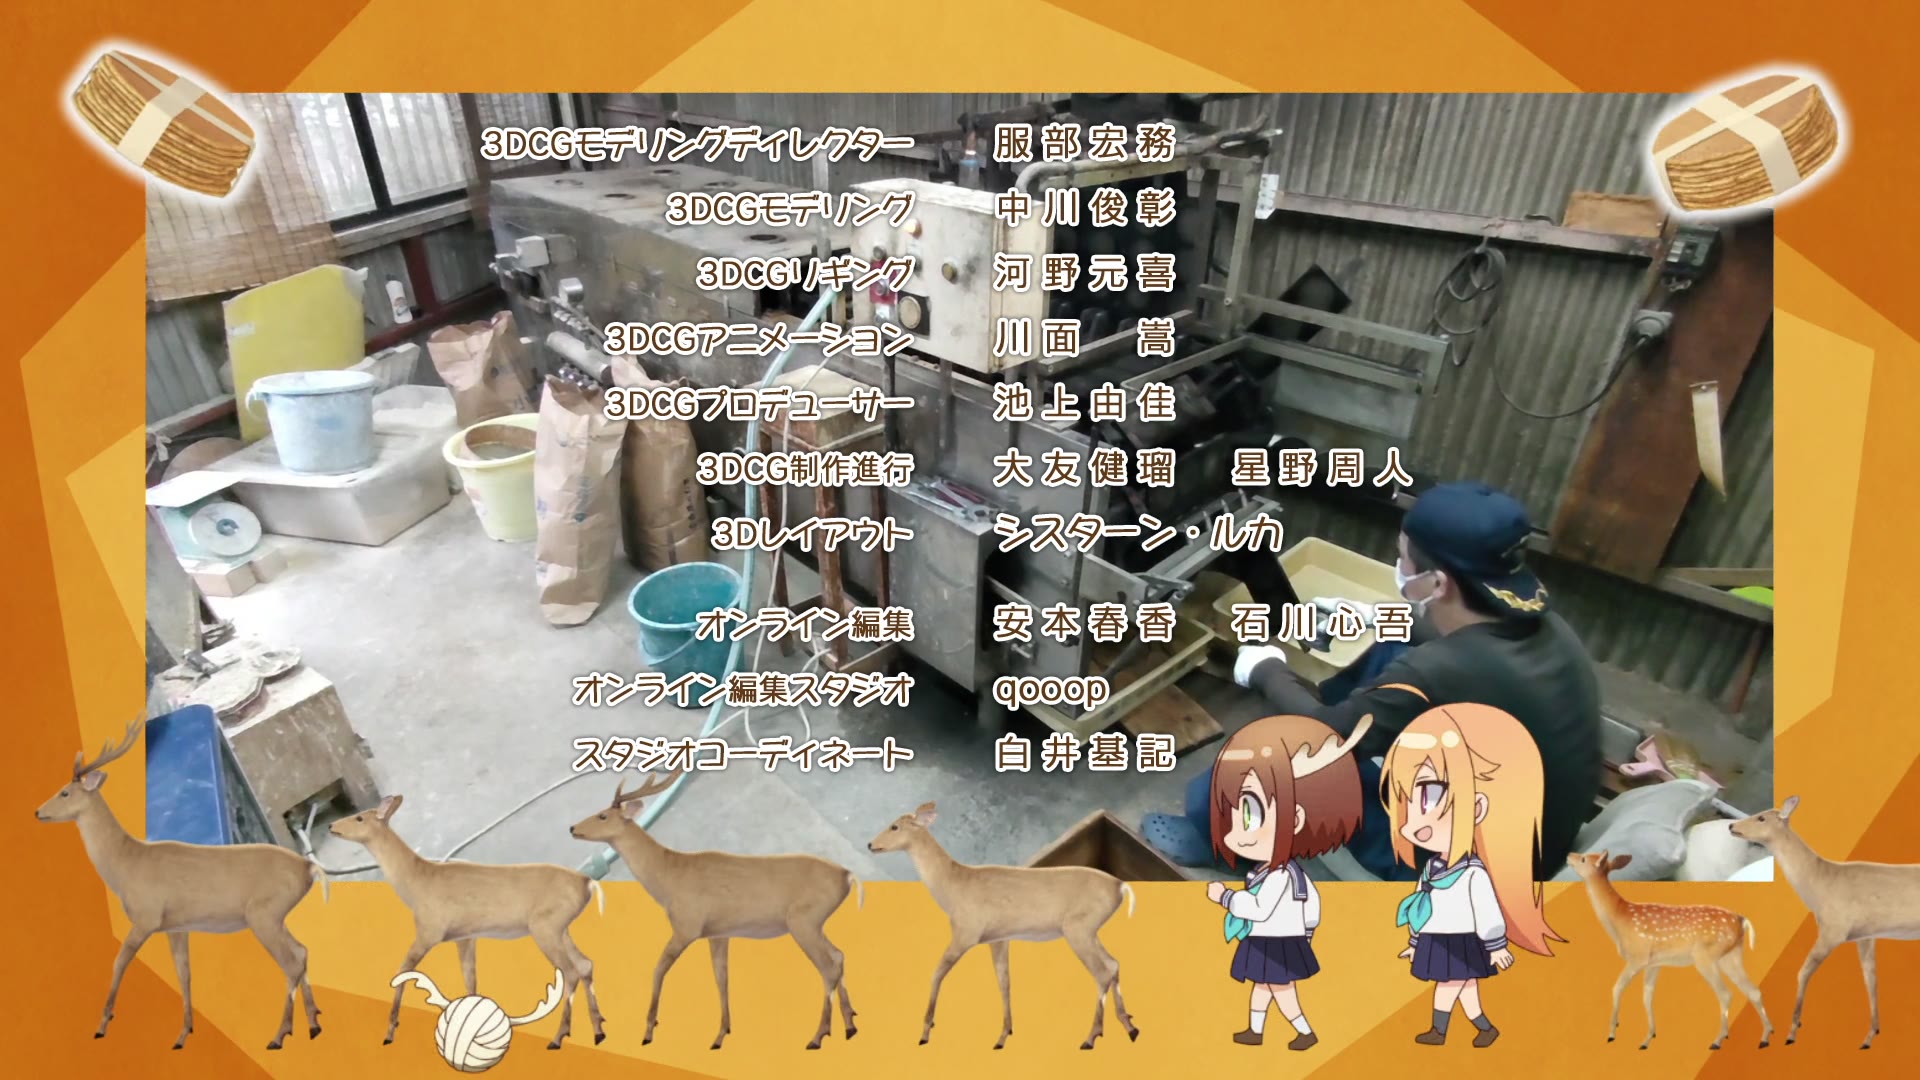 3DCGモデリングディレクター 服部宏務
3DCGモデリング 中川俊彰
3DCGリギング 河野元喜
3DCGアニメーション 川面 嵩
3DCGプロデューサー 池上由佳
3DCG制作進行 大友健瑠 星野周人
3Dレイアウト シスターン・ルカ
オンライン編集 安本春香 石川心吾
オンライン編集スタジオ qooop
スタジオコーディネート 白井基記